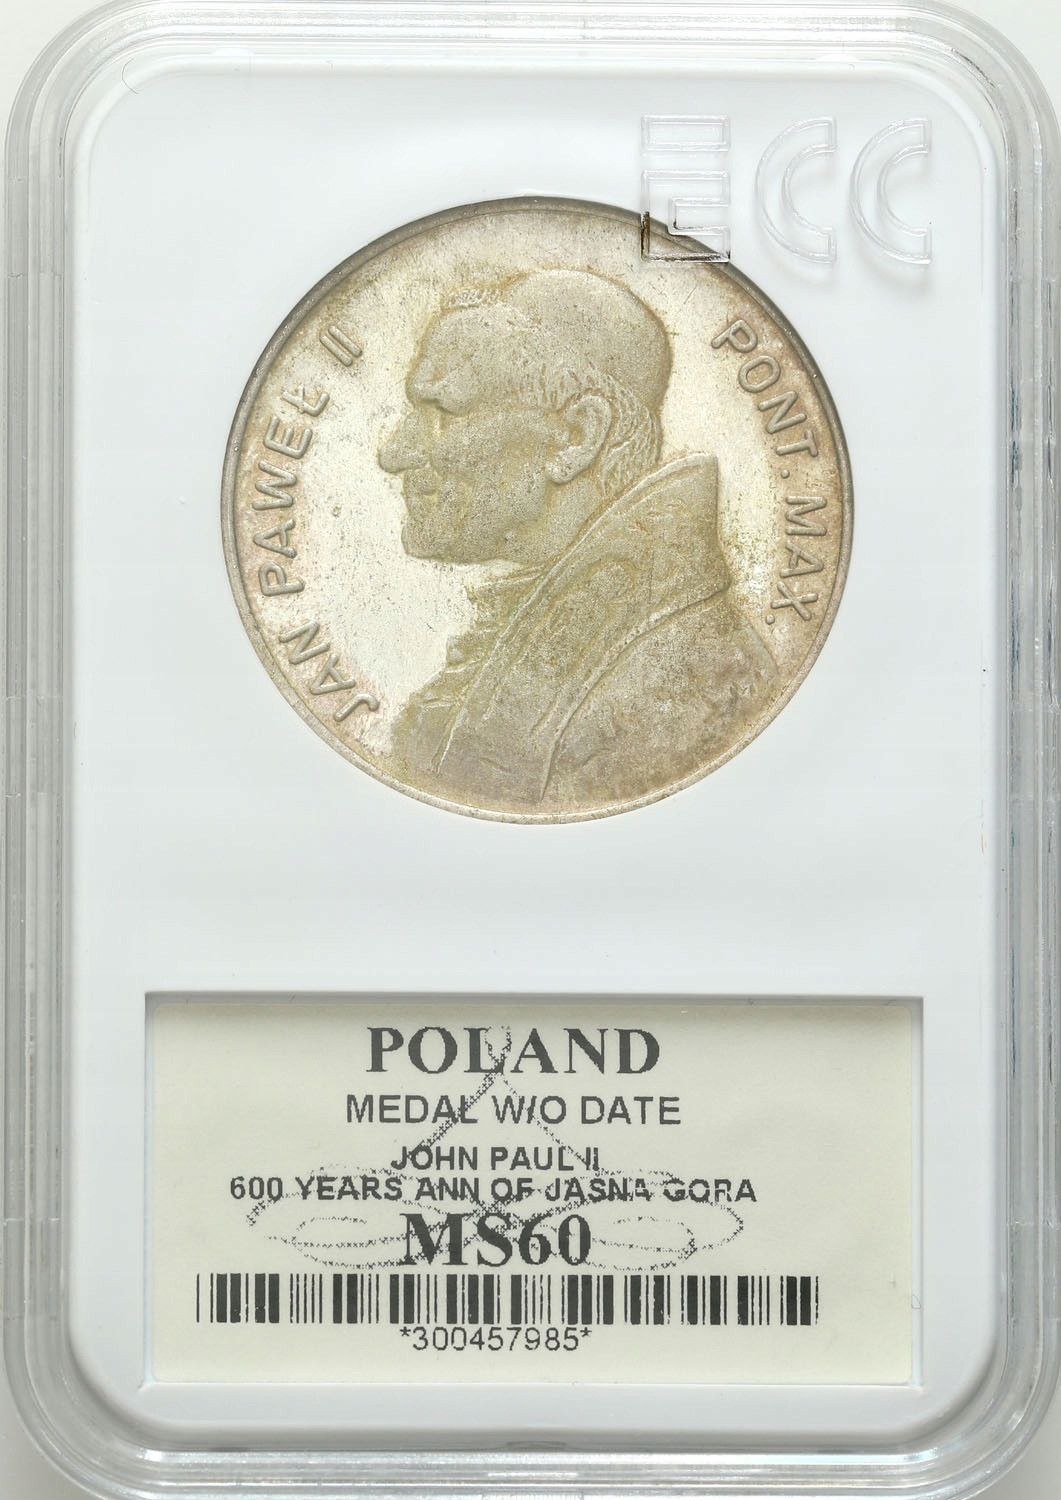 ECC
JAN PAWEŁ II
PONT. MAX.
POLAND
MEDAL W/O DATE
JOHN PAUL II
600 YEARS ANN OF JASNA GORA
MS60
*300457985*